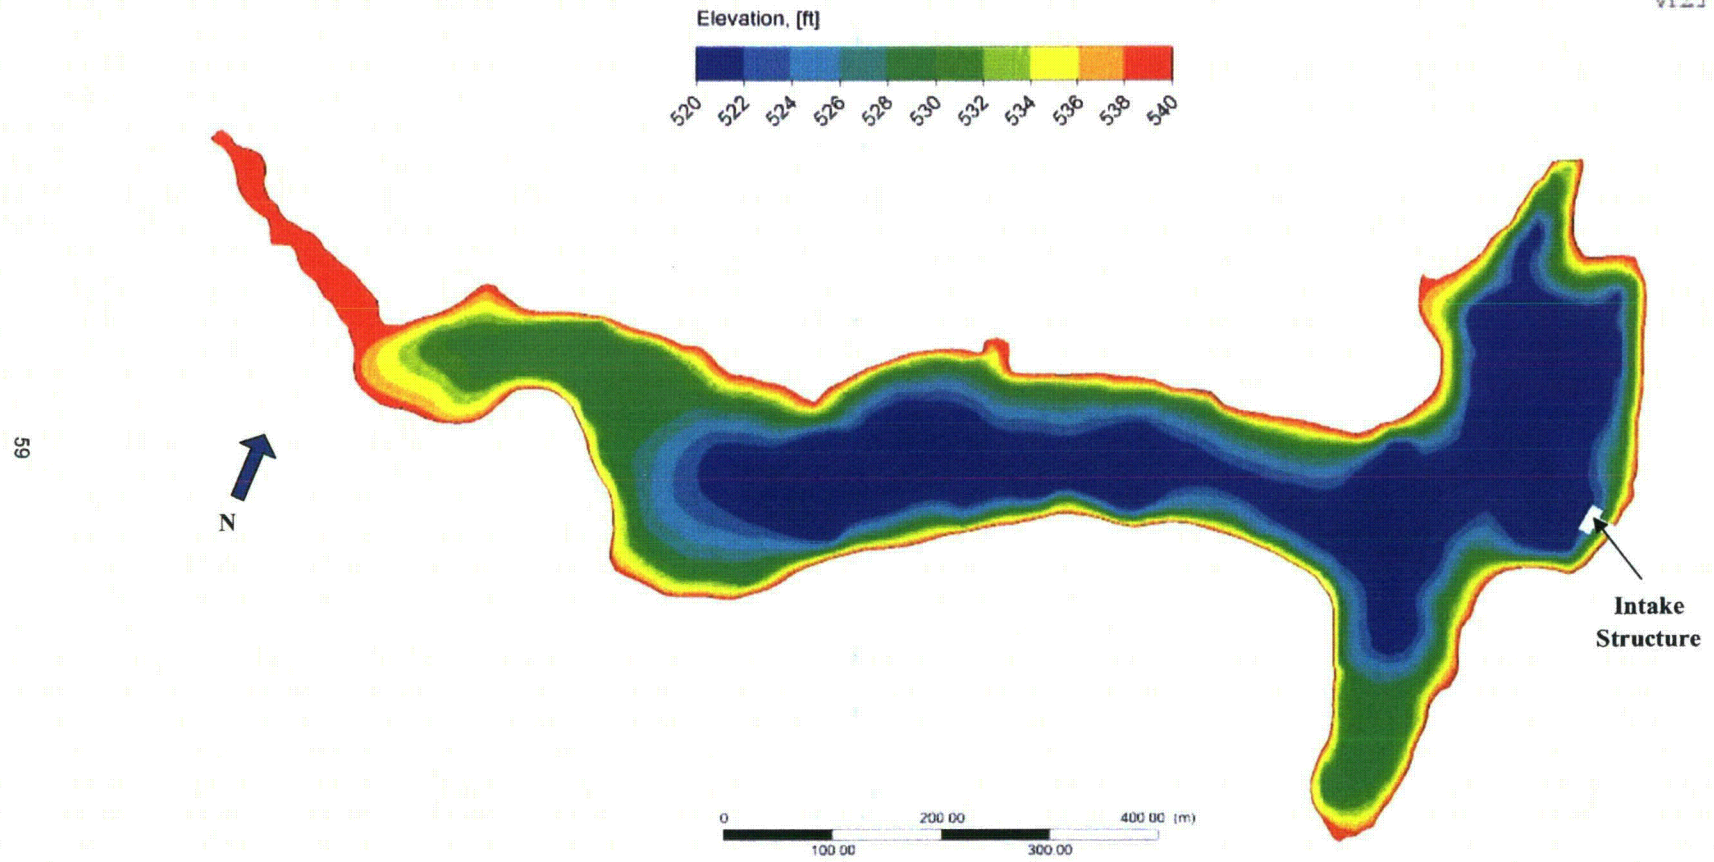 Elevation, [ft]
520 522 524 526 528 530 532 534 536 538 540
N
59
Intake
Structure
0 200 00 400 00 (m)
100 00 300.00